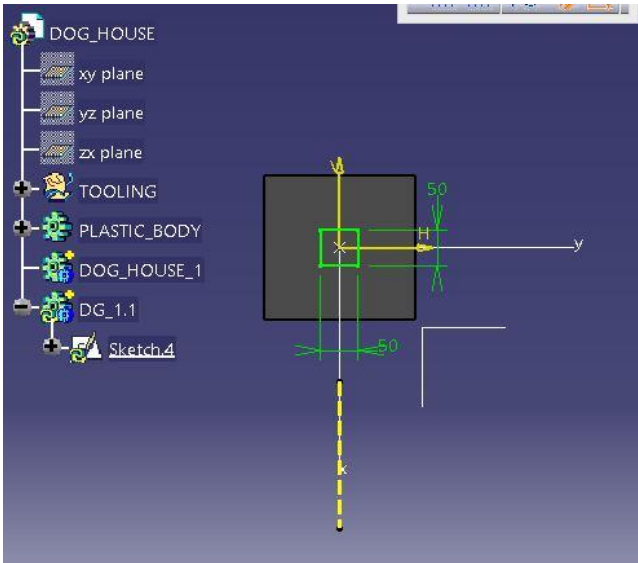 DOG_HOUSE
xy plane
yz plane
zx plane
TOOLING
PLASTIC_BODY
DOG_HOUSE_1
DG_1.1
Sketch.4
V
50
H
y
50
x